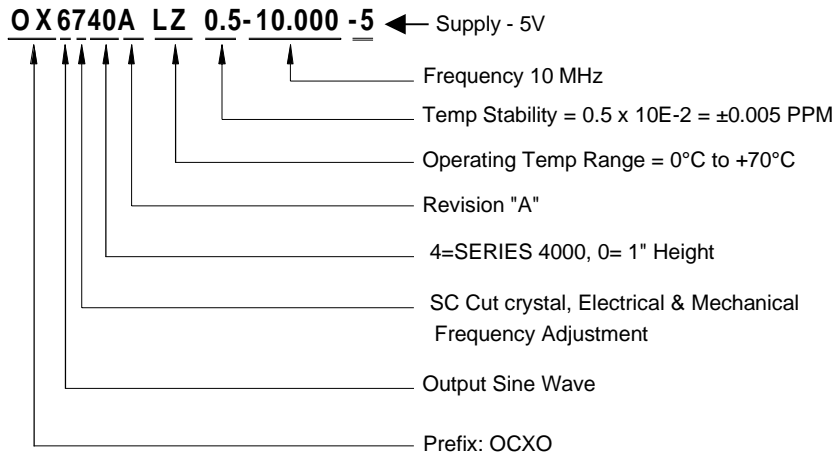 OX6740A LZ 0.5-10.000 -5 Supply - 5V
Frequency 10 MHz
Temp Stability = 0.5 x 10E-2 = ±0.005 PPM
Operating Temp Range = 0°C to +70°C
Revision "A"
4=SERIES 4000, 0= 1" Height
SC Cut crystal, Electrical & Mechanical
Frequency Adjustment
Output Sine Wave
Prefix: OCXO